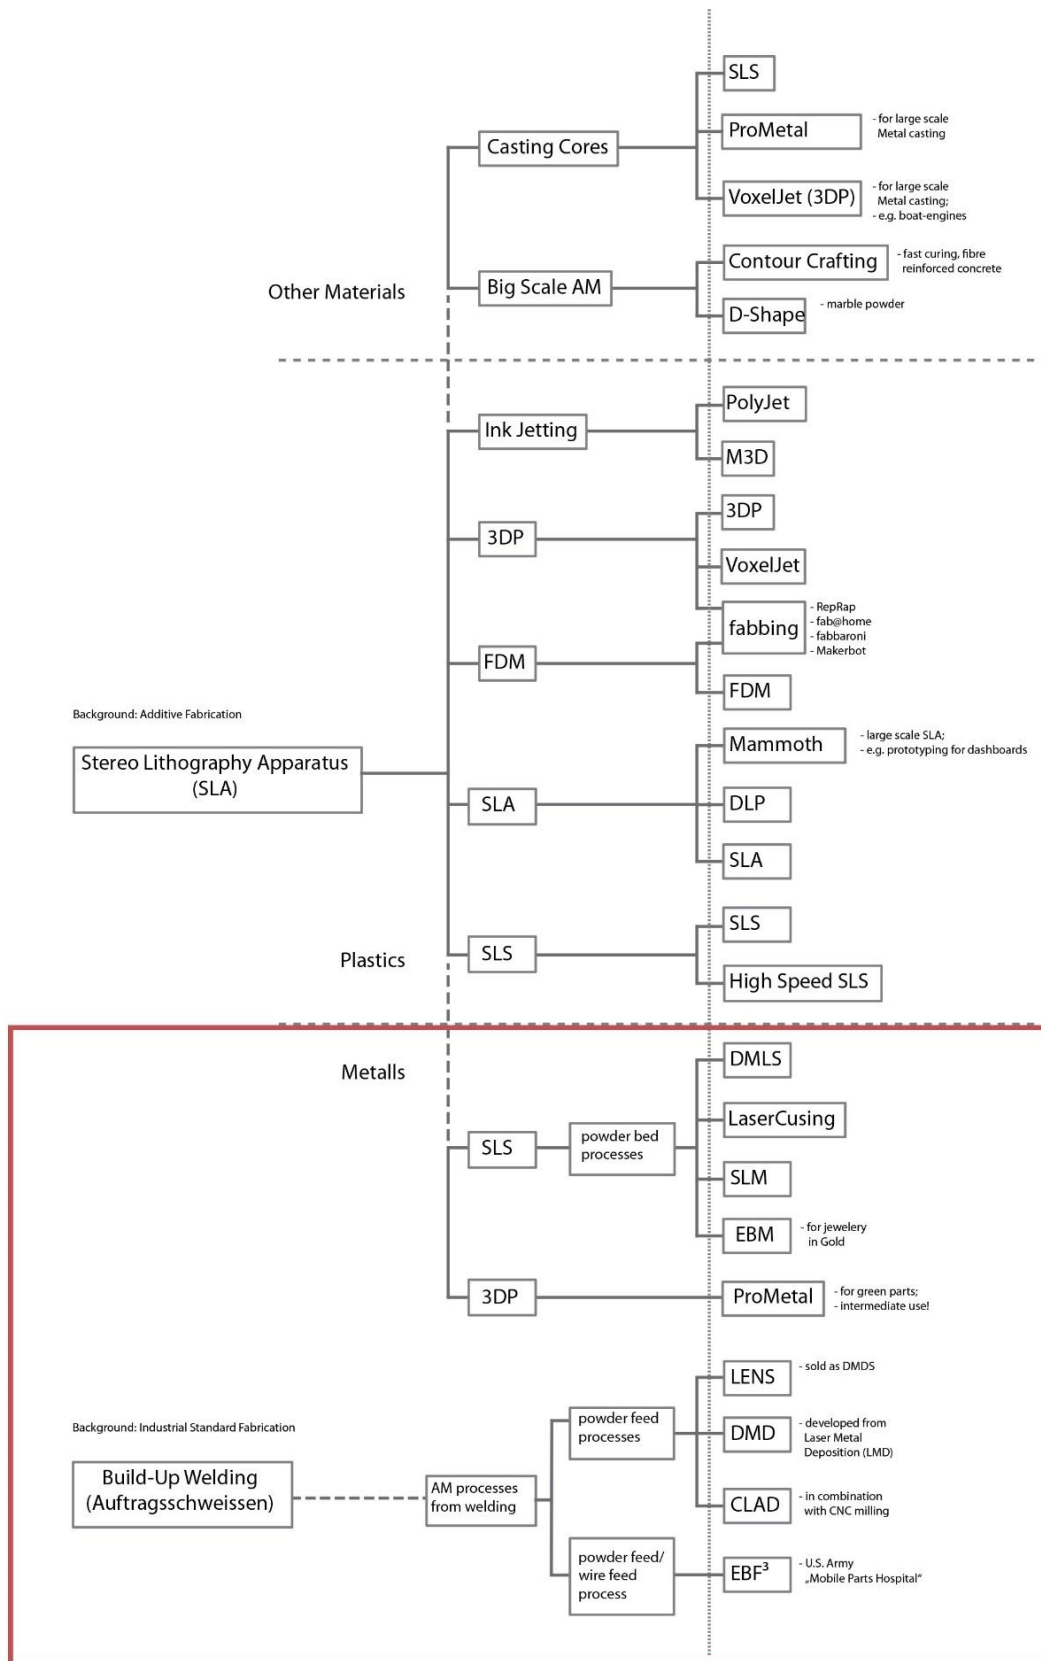 SLS
ProMetal
- for large scale
Metal casting
Casting Cores
VoxelJet (3DP)
- for large scale
Metal casting;
- e.g. boat-engines
Contour Crafting
- fast curing, fibre
reinforced concrete
Other Materials
Big Scale AM
D-Shape
- marble powder
PolyJet
Ink Jetting
M3D
3DP
3DP
VoxelJet
fabbing
- RepRap
- fab@home
- fabbaroni
- Makerbot
FDM
FDM
Background: Additive Fabrication
Stereo Lithography Apparatus
(SLA)
Mammoth
- large scale SLA;
- e.g. prototyping for dashboards
SLA
DLP
SLA
SLS
Plastics
SLS
High Speed SLS
Metalls
DMLS
LaserCusing
SLS
powder bed
processes
SLM
EBM
- for jewelery
in Gold
3DP
ProMetal
- for green parts;
- intermediate use!
LENS
- sold as DMDS
Background: Industrial Standard Fabrication
powder feed
processes
DMD
- developed from
Laser Metal
Deposition (LMD)
Build-Up Welding
(Auftragsschweissen)
AM processes
from welding
CLAD
- in combination
with CNC milling
powder feed/
wire feed
process
EBF³
- U.S. Army
„Mobile Parts Hospital“